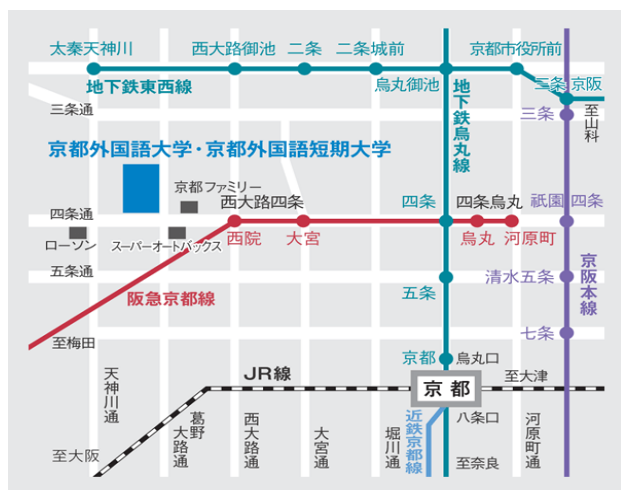 太秦天神川
西大路御池
二条
二条城前
京都市役所前
地下鉄東西線
烏丸御池
三条 京阪
三条通
地下鉄烏丸線
三条
至山科
京都外国語大学・京都外国語短期大学
京都ファミリー
西大路四条
四条
四条烏丸
祇園 四条
四条通
ローソン
スーパーオートバックス
西院
大宮
烏丸
河原町
五条通
阪急京都線
五条
清水五条
京阪本線
至梅田
七条
京都
烏丸口
天神川通
JR線
京都
至大津
葛野大路通
西大路通
大宮通
堀川通
近鉄京都線
八条口
河原町通
至大阪
至奈良